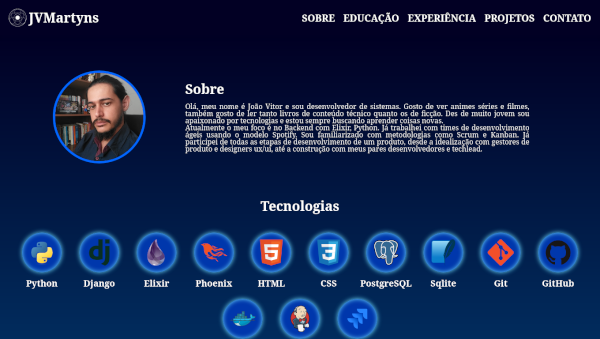 JVMartyns
SOBRE EDUCAÇÃO EXPERIÊNCIA PROJETOS CONTATO
Sobre
Olá, meu nome é João Vitor e sou desenvolvedor de sistemas. Gosto de ver animes séries e filmes,
também gosto de ler tanto livros de conteúdo técnico quanto os de ficção. Des de muito jovem sou
apaixonado por tecnologias e estou sempre buscando aprender coisas novas.
Atualmente o meu foco é no Backend com Elixir, Python. Já trabalhei com times de desenvolvimento
ágeis usando o modelo Spotify. Sou familiarizado com metodologias como Scrum e Kanban. Já
participei de todas as etapas de desenvolvimento de um produto, desde a idealização com gestores de
produto e designers ux/ui, até a construção com meus pares desenvolvedores e techlead.
Tecnologias
dj
Python Django Elixir Phoenix HTML CSS PostgreSQL Sqlite Git GitHub